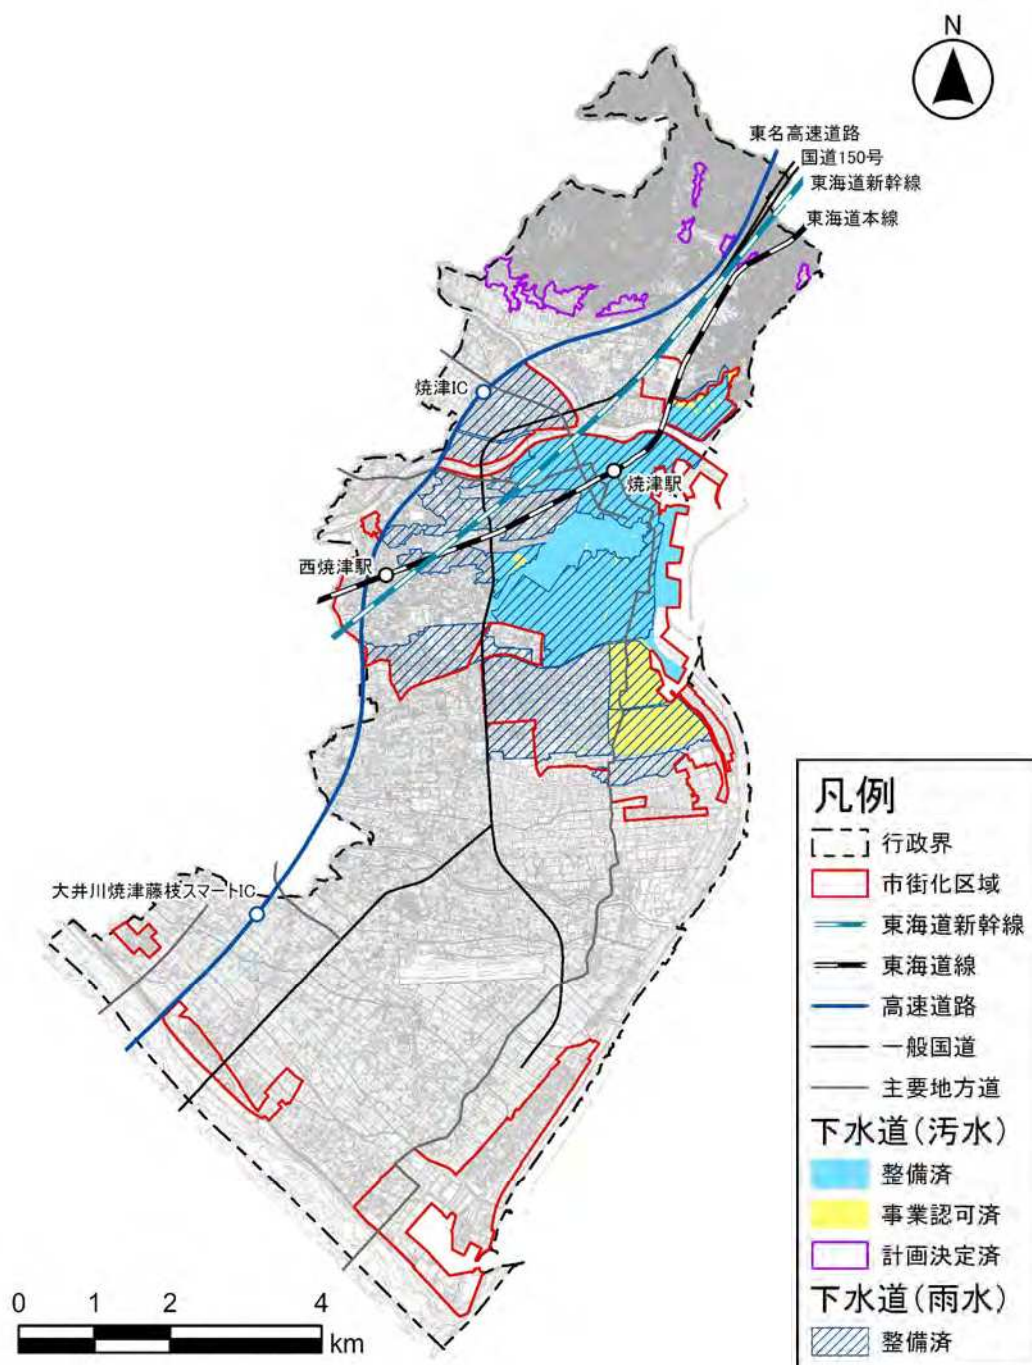 N
東名高速道路
国道150号
東海道新幹線
東海道本線
焼津IC
焼津駅
西焼津駅
大井川焼津藤枝スマートIC
凡例
行政界
市街化区域
東海道新幹線
東海道線
高速道路
一般国道
主要地方道
下水道(汚水)
整備済
事業認可済
計画決定済
下水道(雨水)
整備済
0 1 2 4
km